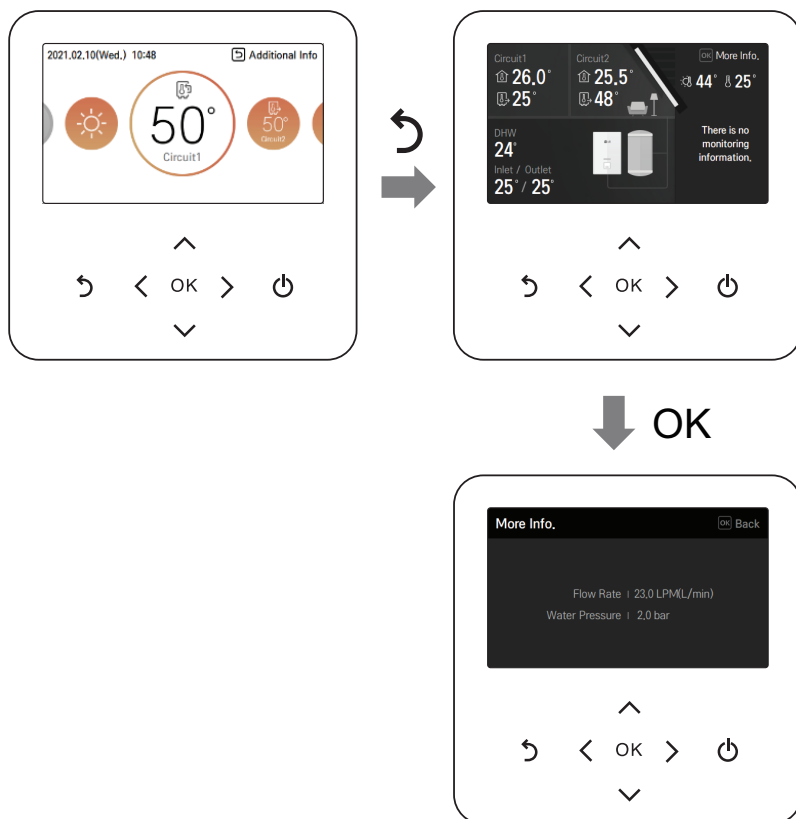 2021.02.10(Wed.) 10:48 Additional Info
50°
Circuit1
50°
Circuit2
OK
Circuit1
26.0°
25°
Circuit2
25.5°
48°
OK More Info.
44° 25°
DHW
24°
Inlet / Outlet
25° / 25°
There is no
monitoring
information.
OK
OK
More Info.
OK Back
Flow Rate | 23.0 LPM(L/min)
Water Pressure | 2.0 bar
OK